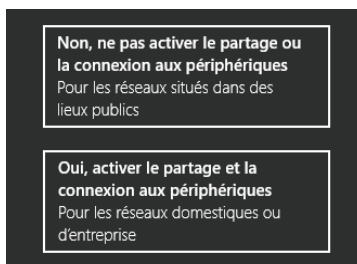 Non, ne pas activer le partage ou
la connexion aux périphériques
Pour les réseaux situés dans des
lieux publics
Oui, activer le partage et la
connexion aux périphériques
Pour les réseaux domestiques ou
d'entreprise